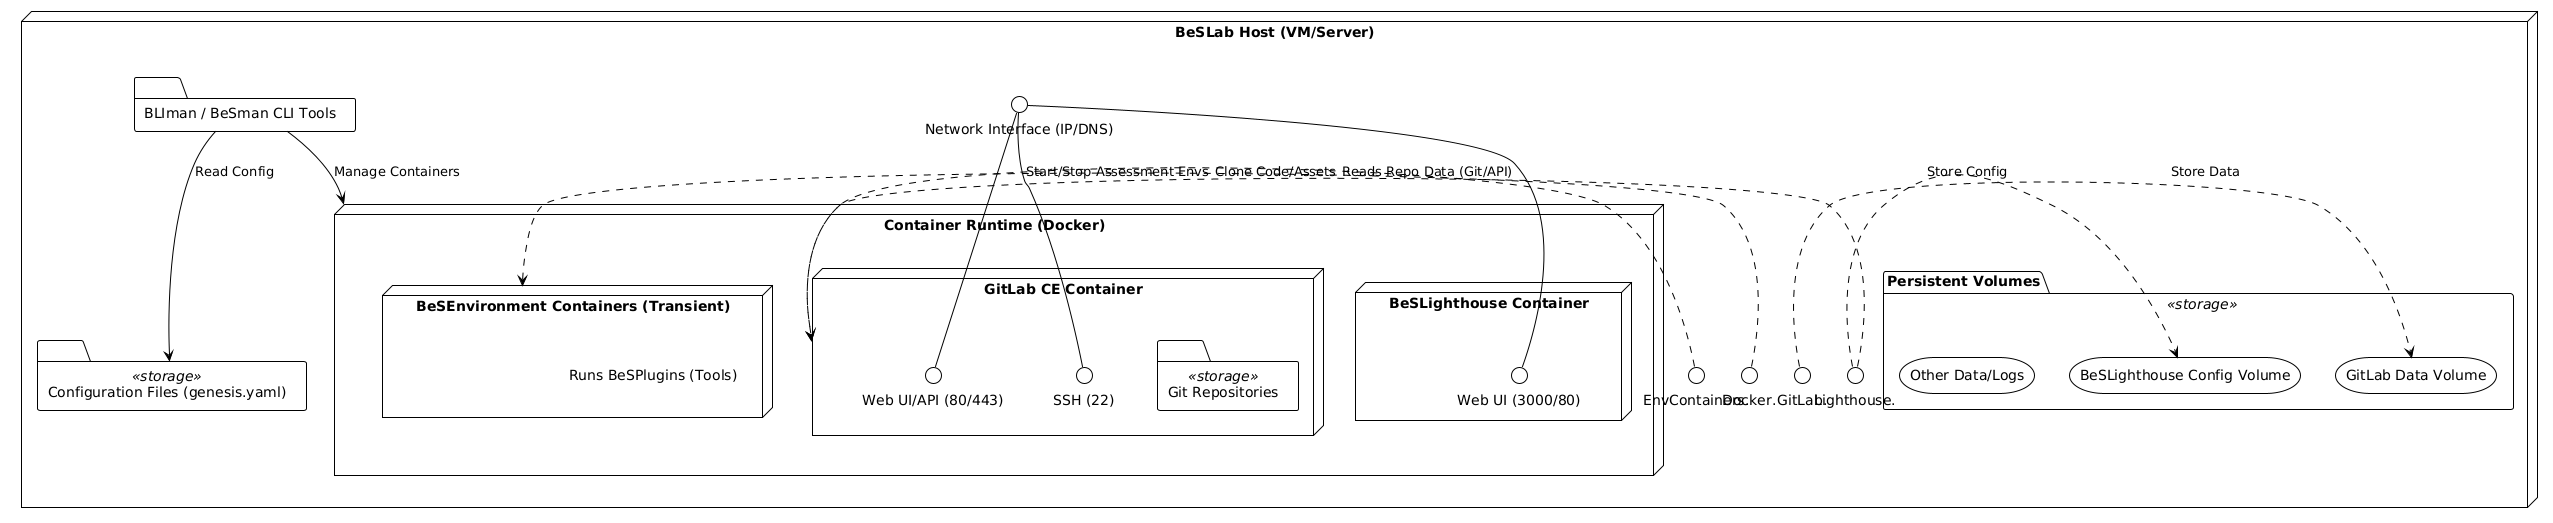 BeSLab Host (VM/Server)
BLIman / BeSman CLI Tools
Network Interface (IP/DNS)
Read Config
Manage Containers
Start/Stop Assessment Envs
Clone Code/Assets
Reads Repo Data (Git/API)
Store Config
Store Data
Container Runtime (Docker)
BeSEnvironment Containers (Transient)
Runs BeSPlugins (Tools)
GitLab CE Container
Web UI/API (80/443)
SSH (22)
«storage»
Git Repositories
BeSLighthouse Container
Web UI (3000/80)
EnvContainers.
Docker.
GitLab.
Lighthouse.
Persistent Volumes
«storage»
Other Data/Logs
BeSLighthouse Config Volume
GitLab Data Volume
«storage»
Configuration Files (genesis.yaml)